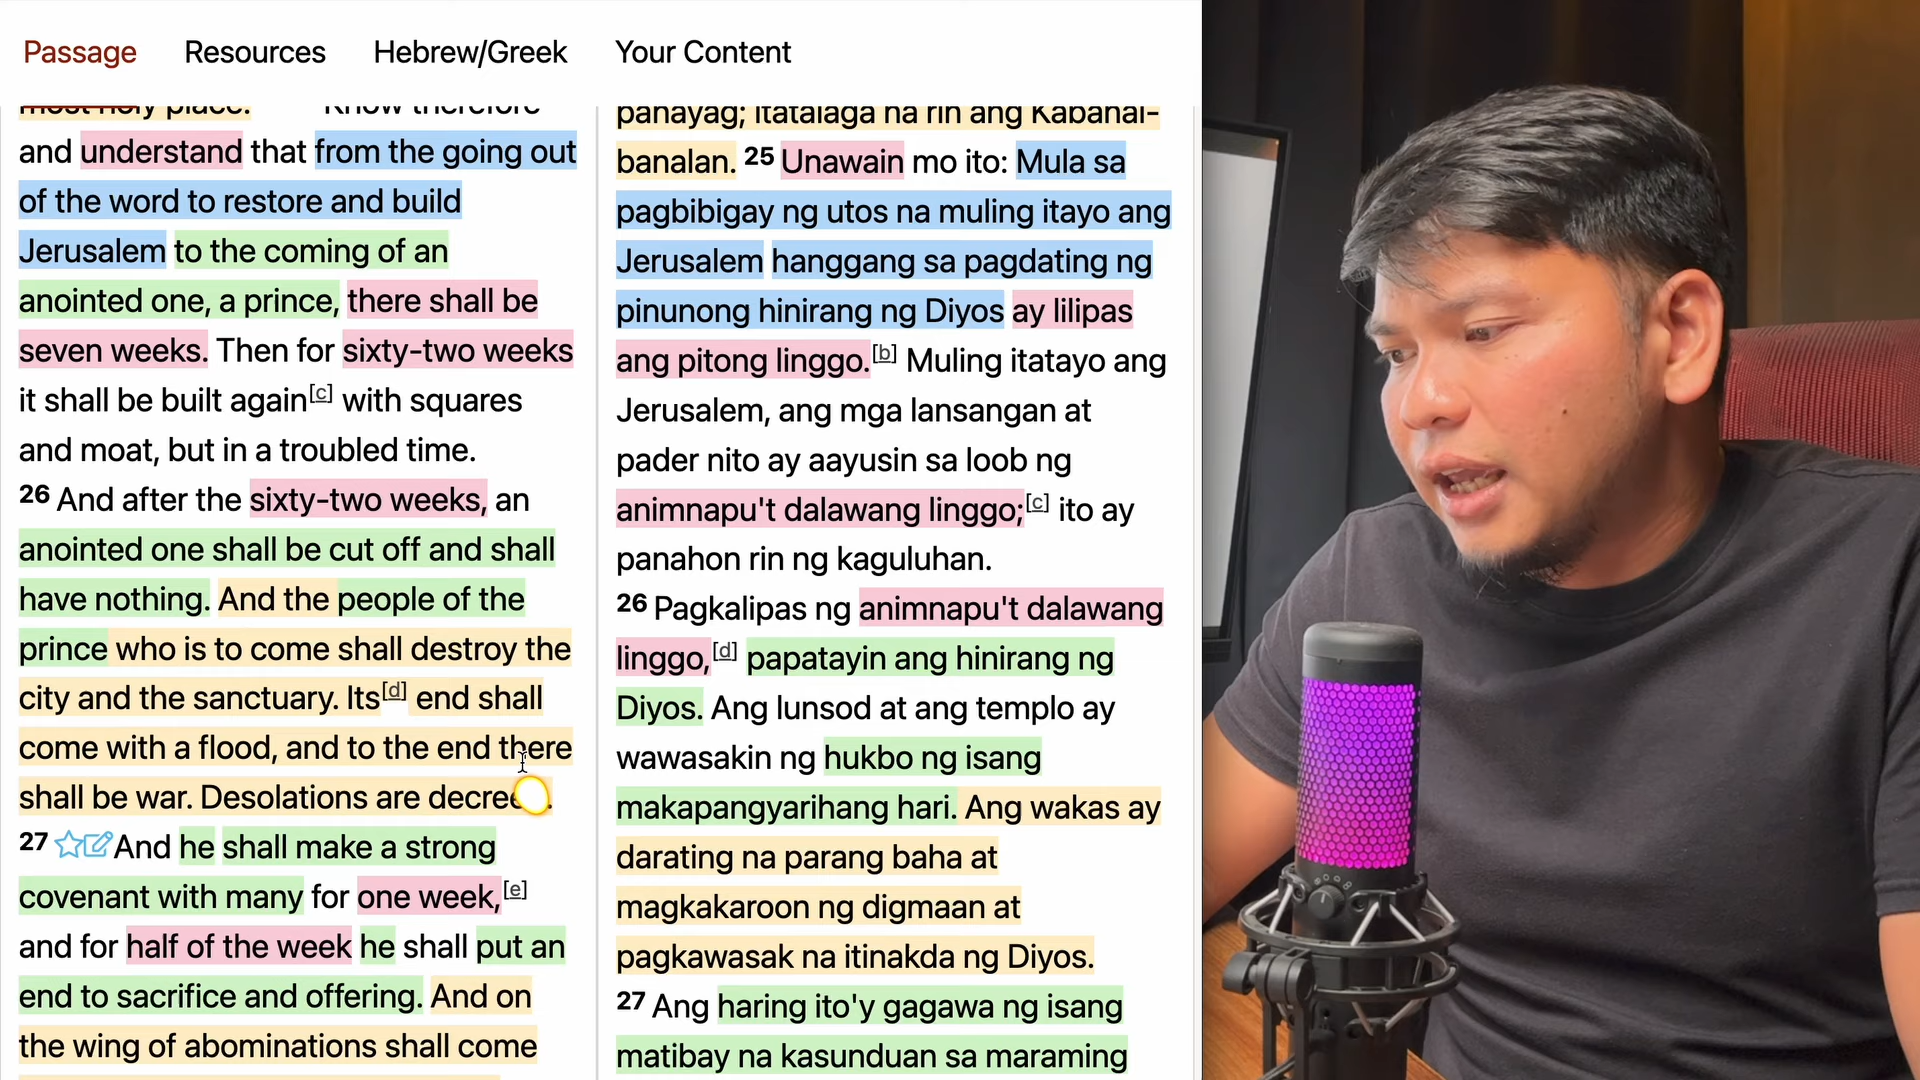 Passage Resources Hebrew/Greek Your Content
most holy place. Know therefore
and understand that from the going out
of the word to restore and build
Jerusalem to the coming of an
anointed one, a prince, there shall be
seven weeks. Then for sixty-two weeks
it shall be built again[c] with squares
and moat, but in a troubled time.
26 And after the sixty-two weeks, an
anointed one shall be cut off and shall
have nothing. And the people of the
prince who is to come shall destroy the
city and the sanctuary. Its[d] end shall
come with a flood, and to the end there
shall be war. Desolations are decreed.
27 And he shall make a strong
covenant with many for one week,[e]
and for half of the week he shall put an
end to sacrifice and offering. And on
the wing of abominations shall come
panayag; itatalaga na rin ang Kabanal-
banalan. 25 Unawain mo ito: Mula sa
pagbibigay ng utos na muling itayo ang
Jerusalem hanggang sa pagdating ng
pinunong hinirang ng Diyos ay lilipas
ang pitong linggo.[b] Muling itatayo ang
Jerusalem, ang mga lansangan at
pader nito ay aayusin sa loob ng
animnapu't dalawang linggo;[c] ito ay
panahon rin ng kaguluhan.
26 Pagkalipas ng animnapu't dalawang
linggo,[d] papatayin ang hinirang ng
Diyos. Ang lunsod at ang templo ay
wawasakin ng hukbo ng isang
makapangyarihang hari. Ang wakas ay
darating na parang baha at
magkakaroon ng digmaan at
pagkawasak na itinakda ng Diyos.
27 Ang haring ito'y gagawa ng isang
matibay na kasunduan sa maraming